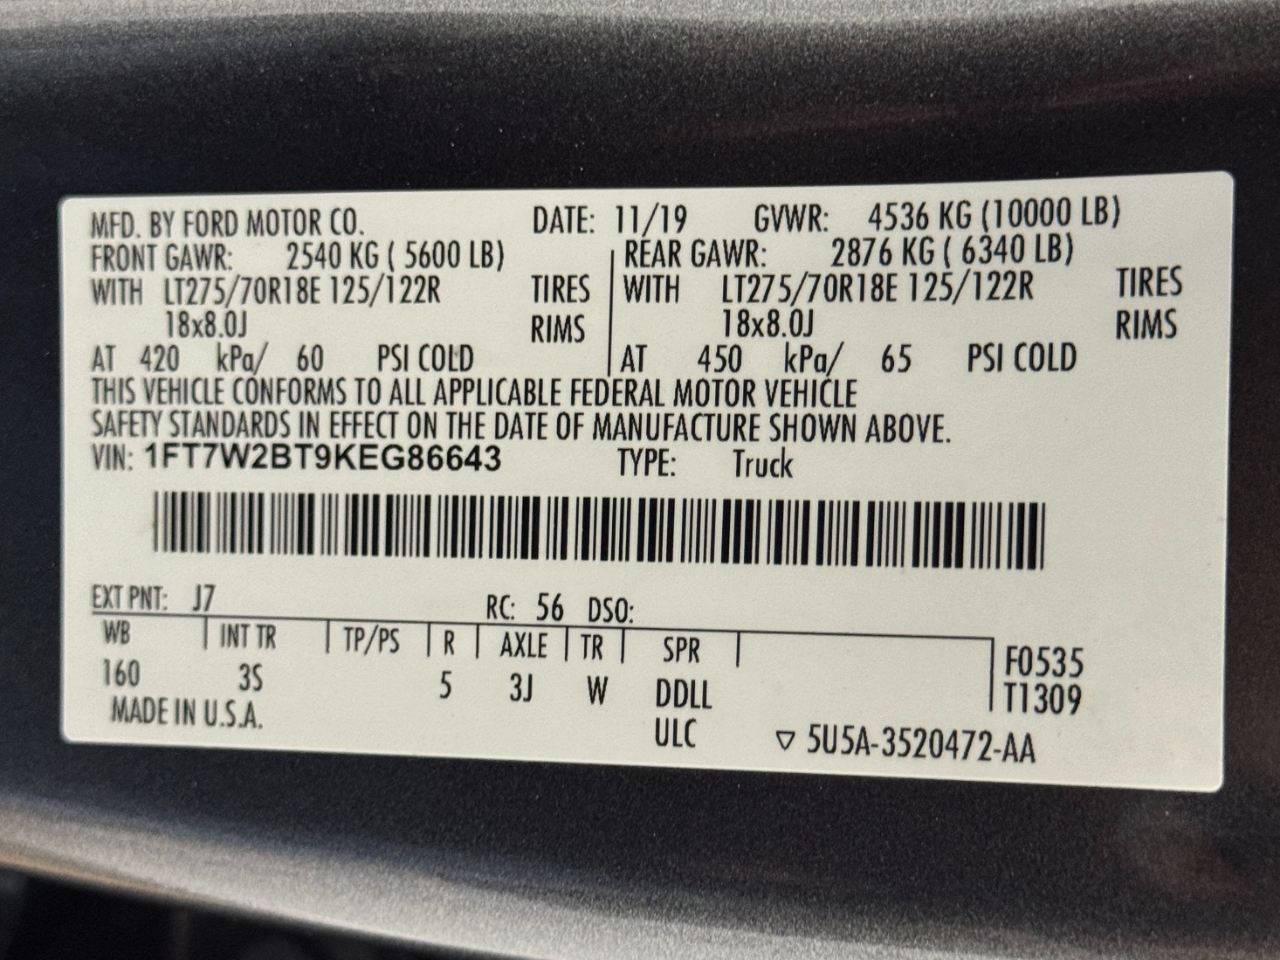 MFD. BY FORD MOTOR CO. DATE: 11/19 GVWR: 4536 KG (10000 LB)
FRONT GAWR: 2540 KG ( 5600 LB) REAR GAWR: 2876 KG ( 6340 LB)
WITH LT275/70R18E 125/122R TIRES WITH LT275/70R18E 125/122R TIRES
18x8.0J RIMS 18x8.0J RIMS
AT 420 kPa/ 60 PSI COLD AT 450 kPa/ 65 PSI COLD
THIS VEHICLE CONFORMS TO ALL APPLICABLE FEDERAL MOTOR VEHICLE
SAFETY STANDARDS IN EFFECT ON THE DATE OF MANUFACTURE SHOWN ABOVE.
VIN: 1FT7W2BT9KEG86643 TYPE: Truck
EXT PNT: J7 RC: 56 DSO:
WB INT TR TP/PS R AXLE TR SPR F0535
160 3S 5 3J W DDLL T1309
MADE IN U.S.A. ULC ▽ 5U5A-3520472-AA